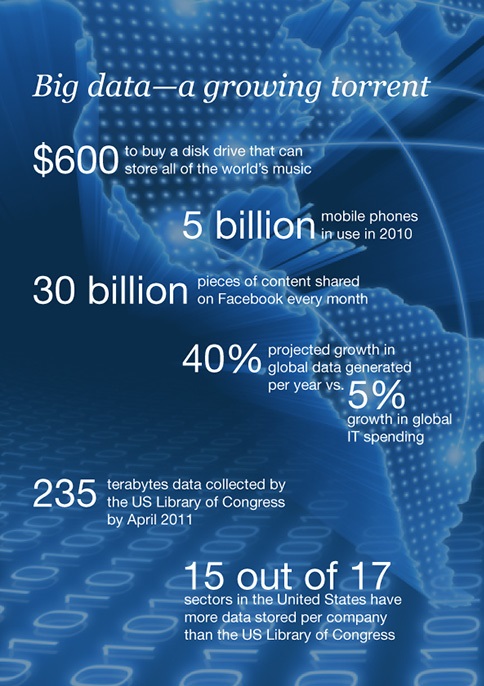 Big data—a growing torrent
$600 to buy a disk drive that can
store all of the world's music
5 billion mobile phones
in use in 2010
30 billion pieces of content shared
on Facebook every month
40% projected growth in
global data generated
per year vs. 5%
growth in global
IT spending
235 terabytes data collected by
the US Library of Congress
by April 2011
15 out of 17
sectors in the United States have
more data stored per company
than the US Library of Congress